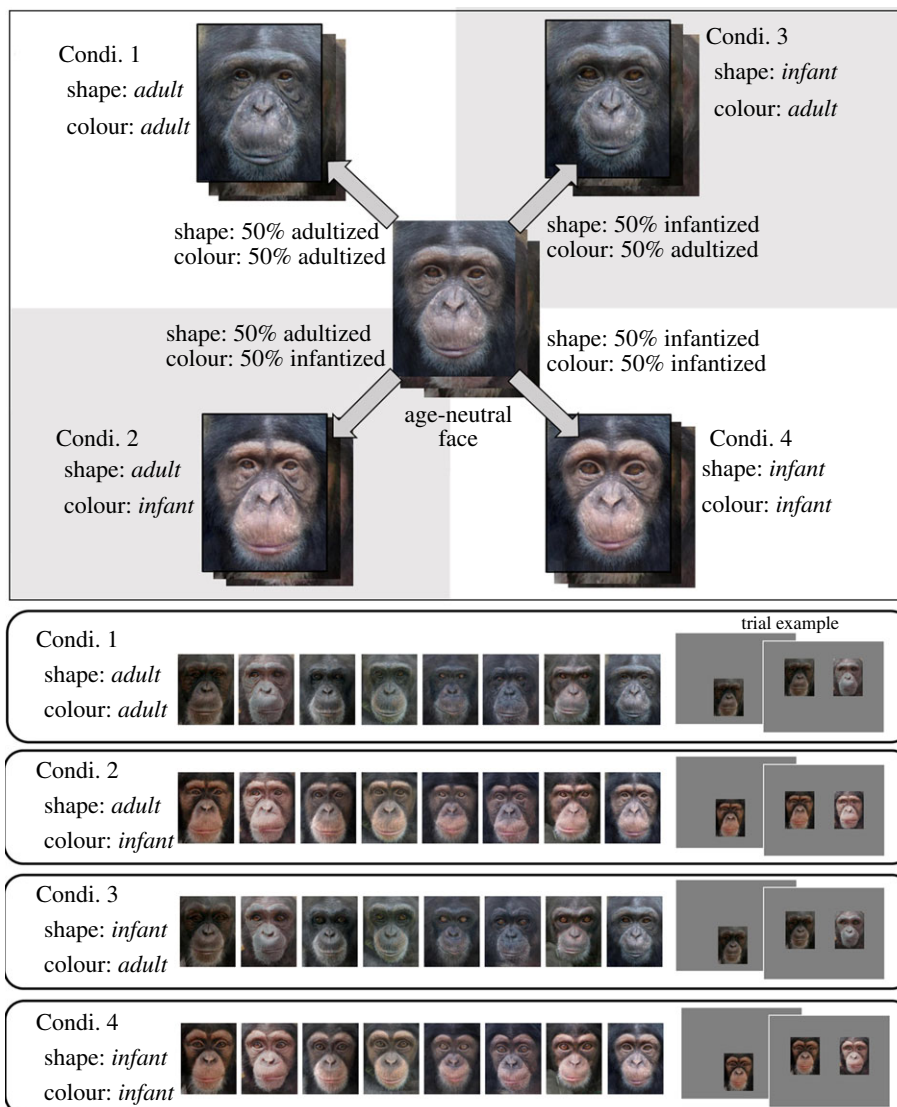 Condi. 1
shape: adult
colour: adult
Condi. 3
shape: infant
colour: adult
shape: 50% adultized
colour: 50% adultized
shape: 50% infantized
colour: 50% adultized
shape: 50% adultized
colour: 50% infantized
shape: 50% infantized
colour: 50% infantized
age-neutral
face
Condi. 2
shape: adult
colour: infant
Condi. 4
shape: infant
colour: infant
Condi. 1
shape: adult
colour: adult
trial example
Condi. 2
shape: adult
colour: infant
Condi. 3
shape: infant
colour: adult
Condi. 4
shape: infant
colour: infant